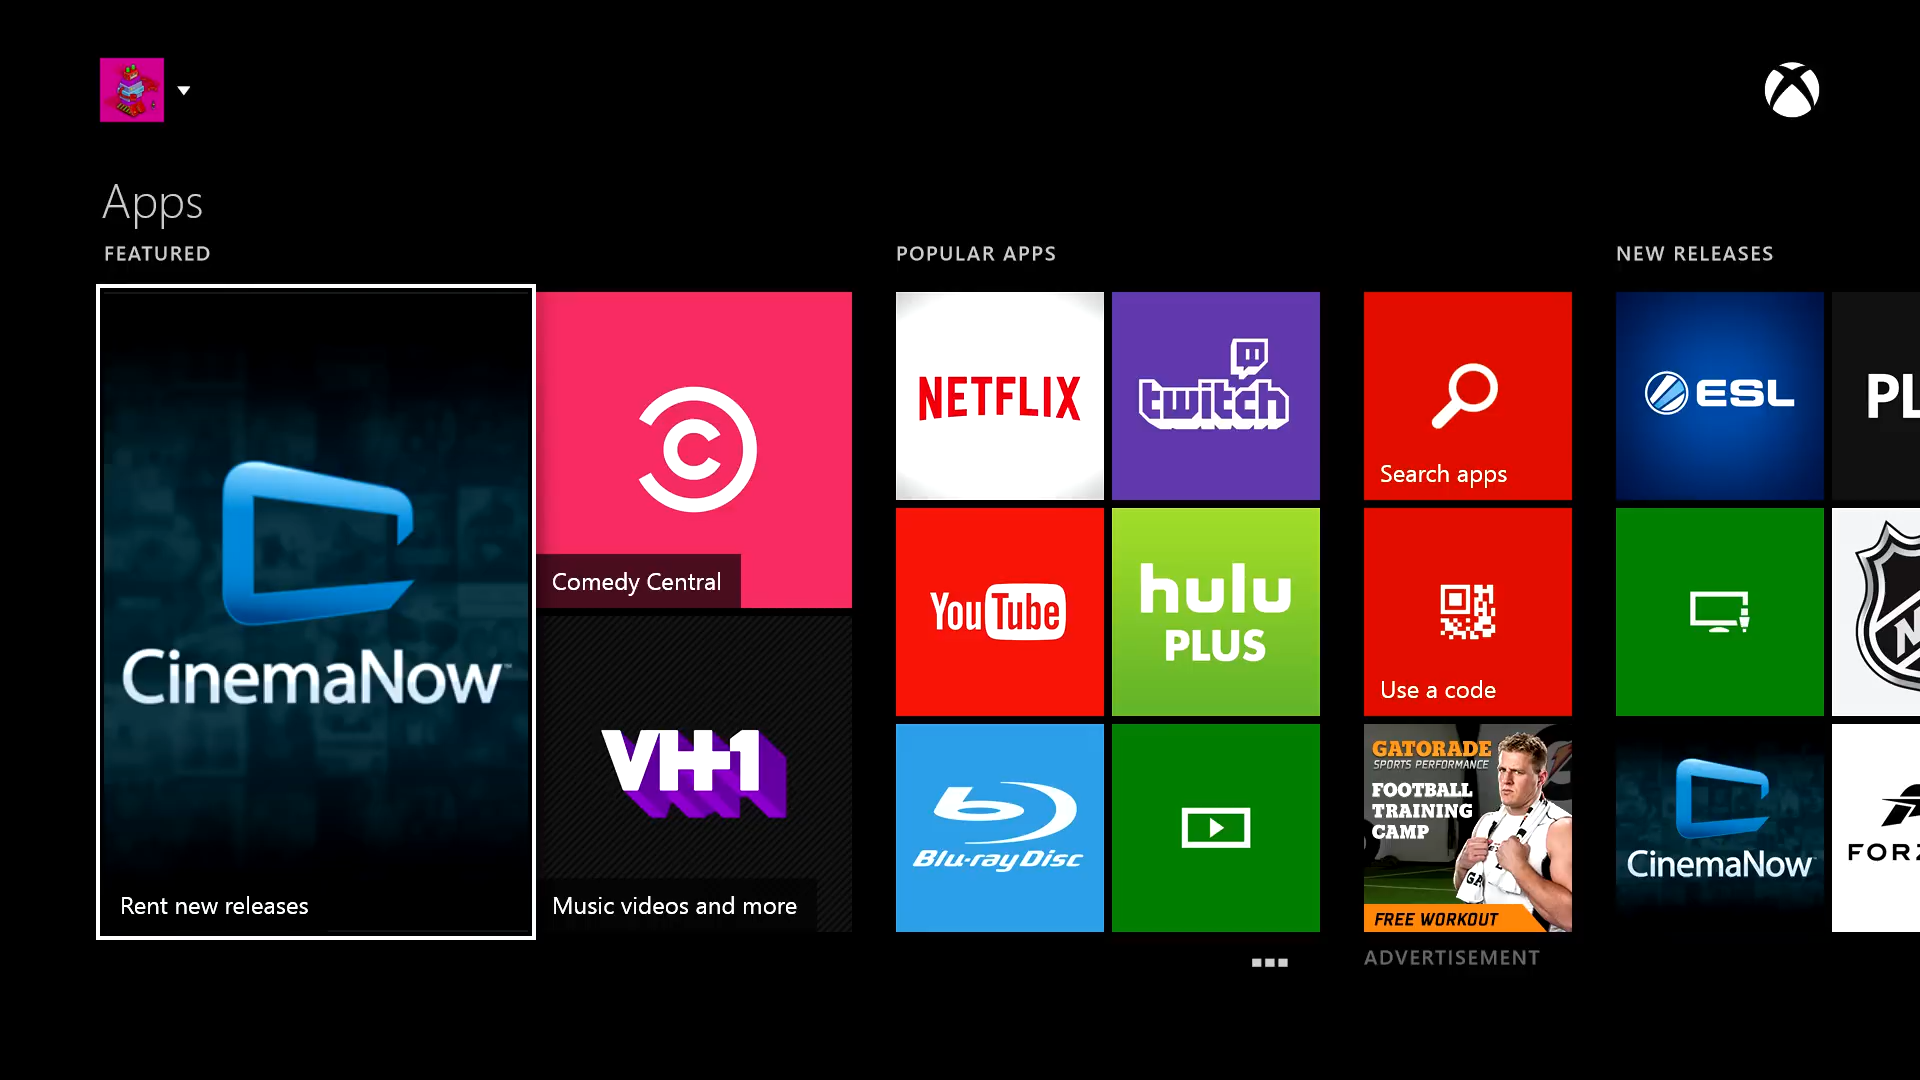 Apps
FEATURED
CinemaNow
Rent new releases
Comedy Central
VH1
Music videos and more
POPULAR APPS
NETFLIX
twitch
YouTube
hulu
PLUS
Blu-ray Disc
Search apps
Use a code
GATORADE
SPORTS PERFORMANCE
FOOTBALL
TRAINING
CAMP
FREE WORKOUT
ADVERTISEMENT
NEW RELEASES
ESL
PL
CinemaNow
FORZ